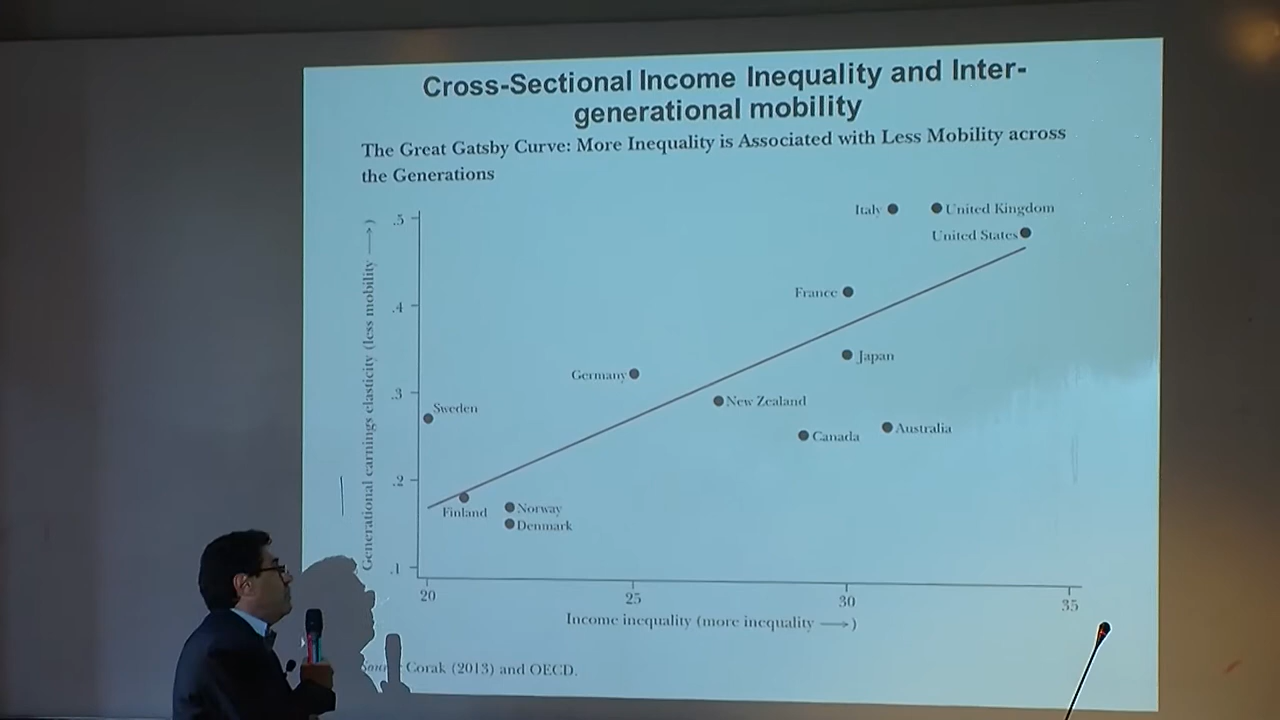 Cross-Sectional Income Inequality and Inter-
generational mobility
The Great Gatsby Curve: More Inequality is Associated with Less Mobility across
the Generations
Generational earnings elasticity (less mobility ⟶)
.5
.4
.3
.2
.1
Italy
United Kingdom
United States
France
Japan
Germany
New Zealand
Sweden
Canada
Australia
Finland
Norway
Denmark
20
25
30
35
Income inequality (more inequality ⟶)
Corak (2013) and OECD.